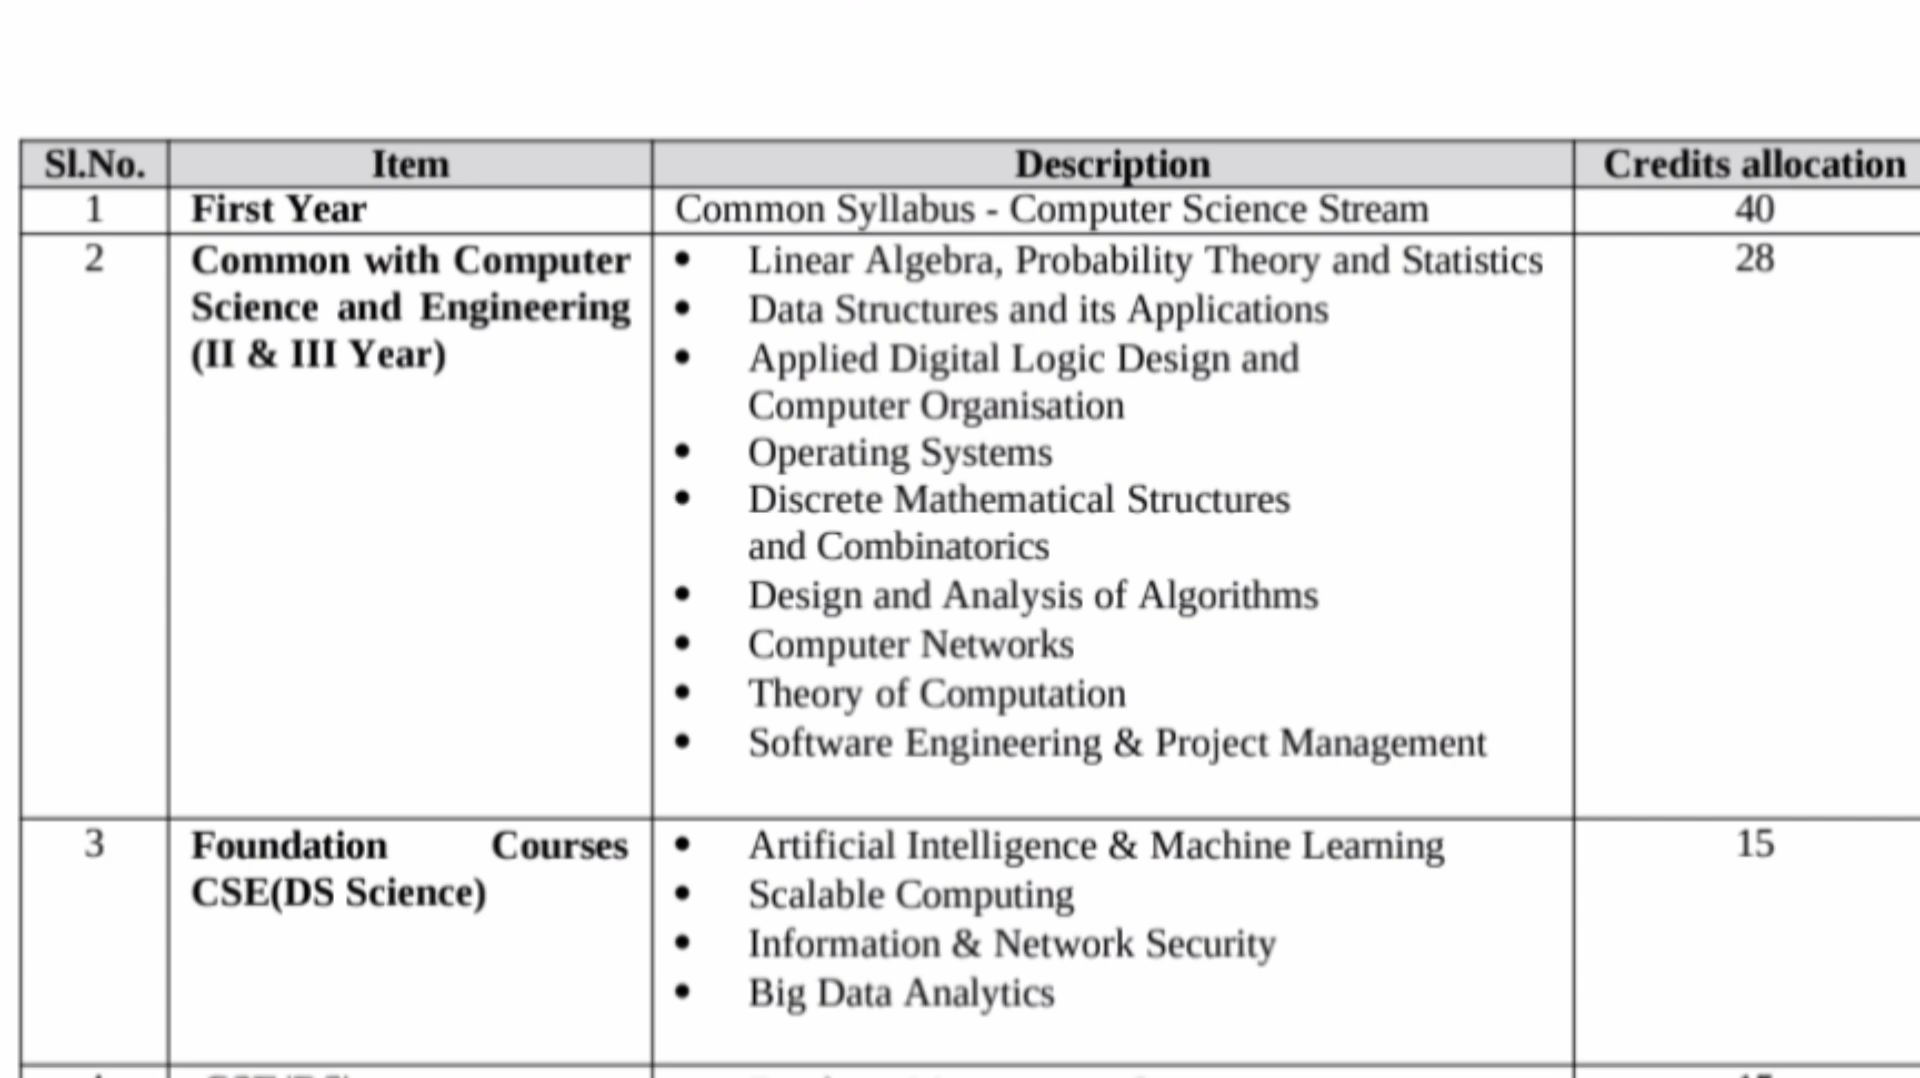 Sl.No. Item Description Credits allocation
1 First Year Common Syllabus - Computer Science Stream 40
2 Common with Computer Science and Engineering (II & III Year) 28
• Linear Algebra, Probability Theory and Statistics
• Data Structures and its Applications
• Applied Digital Logic Design and
Computer Organisation
• Operating Systems
• Discrete Mathematical Structures
and Combinatorics
• Design and Analysis of Algorithms
• Computer Networks
• Theory of Computation
• Software Engineering & Project Management
3 Foundation Courses CSE(DS Science) 15
• Artificial Intelligence & Machine Learning
• Scalable Computing
• Information & Network Security
• Big Data Analytics